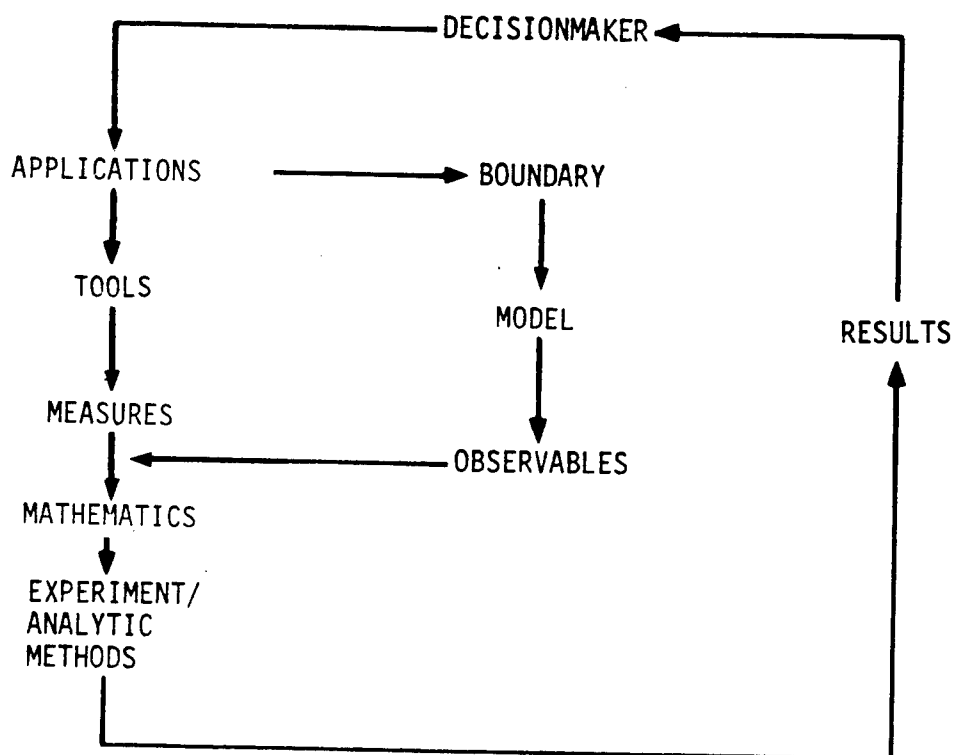 DECISIONMAKER
APPLICATIONS
BOUNDARY
TOOLS
MODEL
RESULTS
MEASURES
OBSERVABLES
MATHEMATICS
EXPERIMENT/
ANALYTIC
METHODS